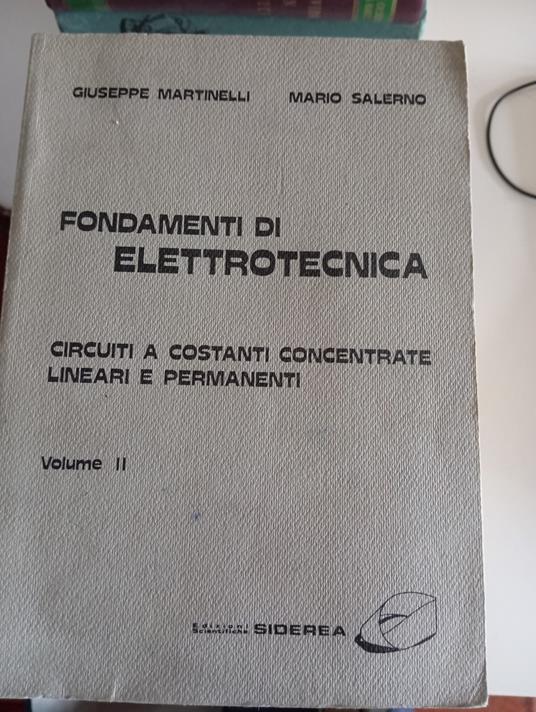 GIUSEPPE MARTINELLI MARIO SALERNO
FONDAMENTI DI
ELETTROTECNICA
CIRCUITI A COSTANTI CONCENTRATE
LINEARI E PERMANENTI
Volume II
Edizioni
Scientifiche SIDEREA